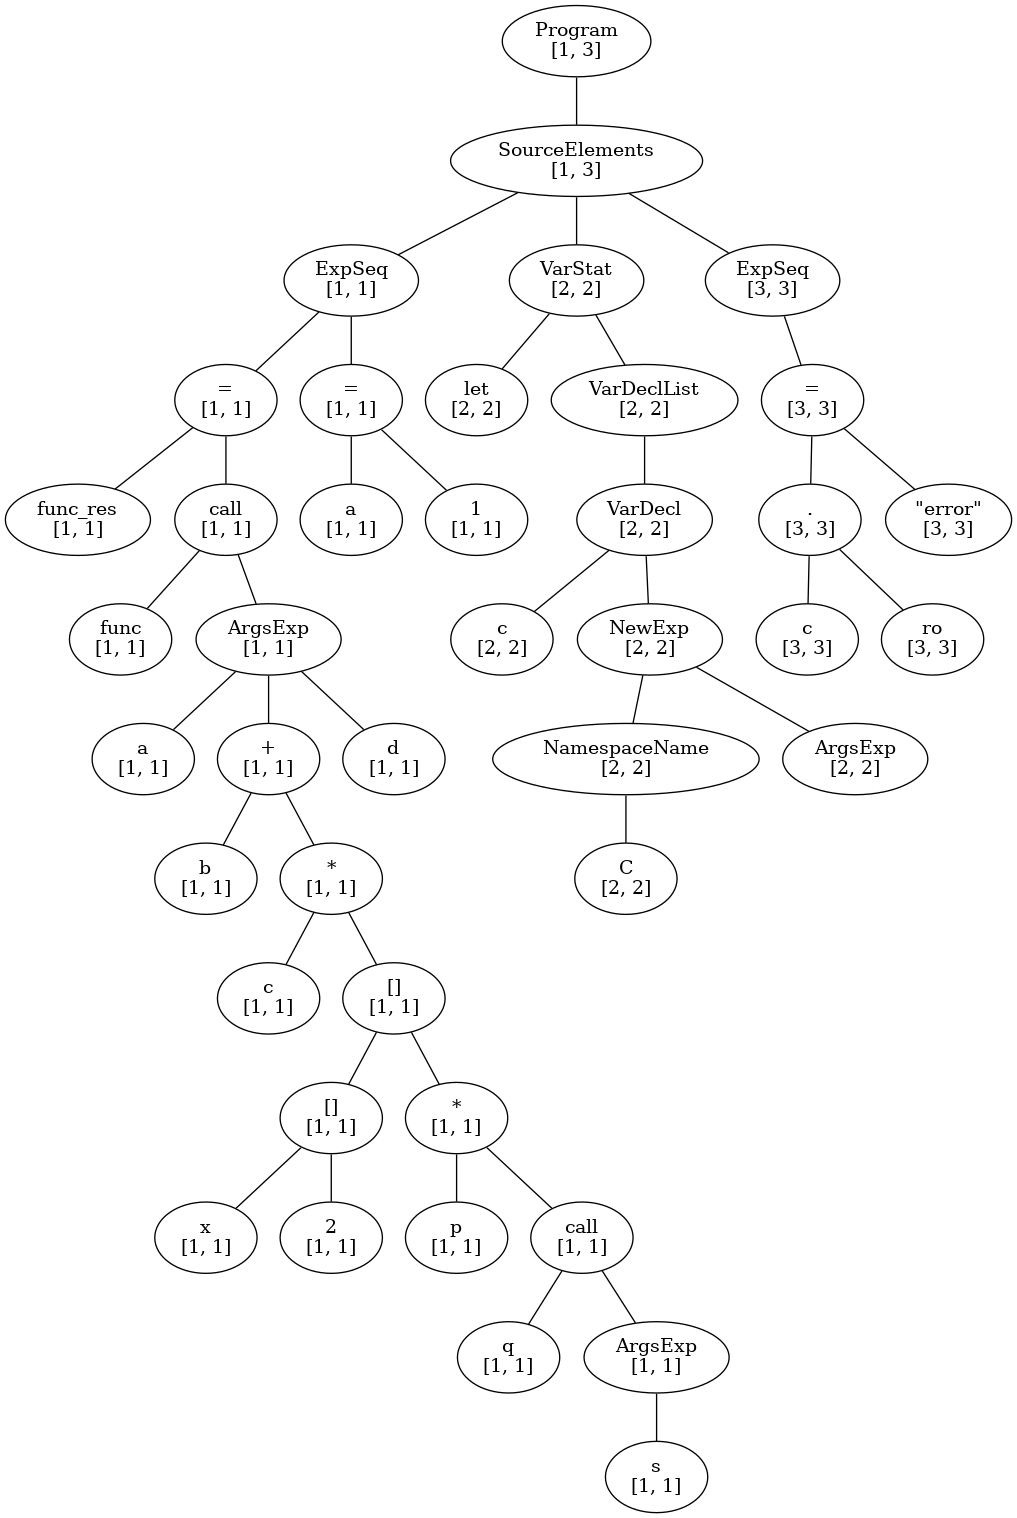 Program
[1, 3]
SourceElements
[1, 3]
ExpSeq
[1, 1]
VarStat
[2, 2]
ExpSeq
[3, 3]
=
[1, 1]
=
[1, 1]
let
[2, 2]
VarDeclList
[2, 2]
=
[3, 3]
func_res
[1, 1]
call
[1, 1]
a
[1, 1]
1
[1, 1]
VarDecl
[2, 2]
.
[3, 3]
"error"
[3, 3]
func
[1, 1]
ArgsExp
[1, 1]
c
[2, 2]
NewExp
[2, 2]
c
[3, 3]
ro
[3, 3]
a
[1, 1]
+
[1, 1]
d
[1, 1]
NamespaceName
[2, 2]
ArgsExp
[2, 2]
b
[1, 1]
*
[1, 1]
C
[2, 2]
c
[1, 1]
[]
[1, 1]
[]
[1, 1]
*
[1, 1]
x
[1, 1]
2
[1, 1]
p
[1, 1]
call
[1, 1]
q
[1, 1]
ArgsExp
[1, 1]
s
[1, 1]